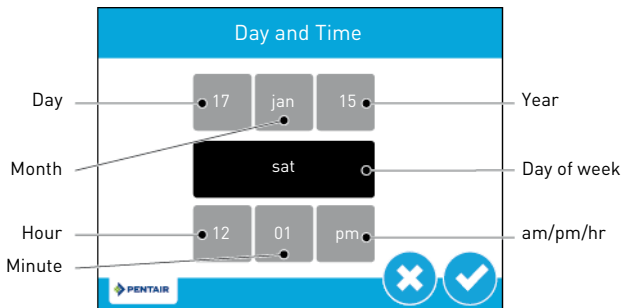 Day and Time
Day 17 jan 15 Year
Month sat Day of week
Hour 12 01 pm am/pm/hr
Minute
PENTAIR